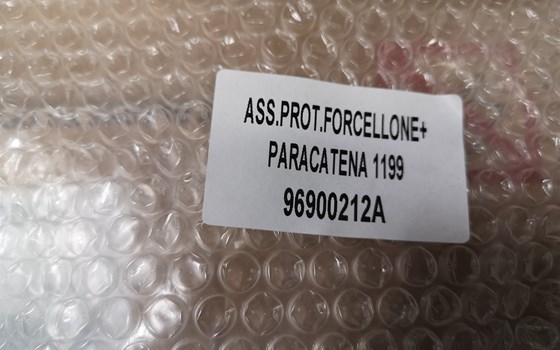 ASS.PROT.FORCELLONE+
PARACATENA 1199
96900212A